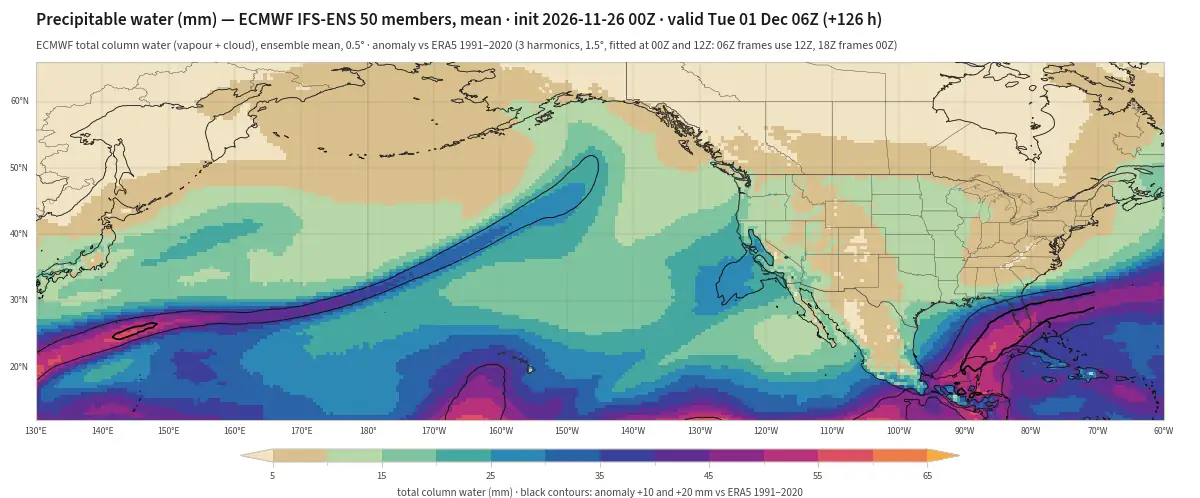 Precipitable water (mm) — ECMWF IFS-ENS 50 members, mean · init 2026-11-26 00Z · valid Tue 01 Dec 06Z (+126 h)
ECMWF total column water (vapour + cloud), ensemble mean, 0.5° · anomaly vs ERA5 1991–2020 (3 harmonics, 1.5°, fitted at 00Z and 12Z: 06Z frames use 12Z, 18Z frames 00Z)
60°N
50°N
40°N
30°N
20°N
130°E 140°E 150°E 160°E 170°E 180° 170°W 160°W 150°W 140°W 130°W 120°W 110°W 100°W 90°W 80°W 70°W 60°W
5 15 25 35 45 55 65
total column water (mm) · black contours: anomaly +10 and +20 mm vs ERA5 1991–2020